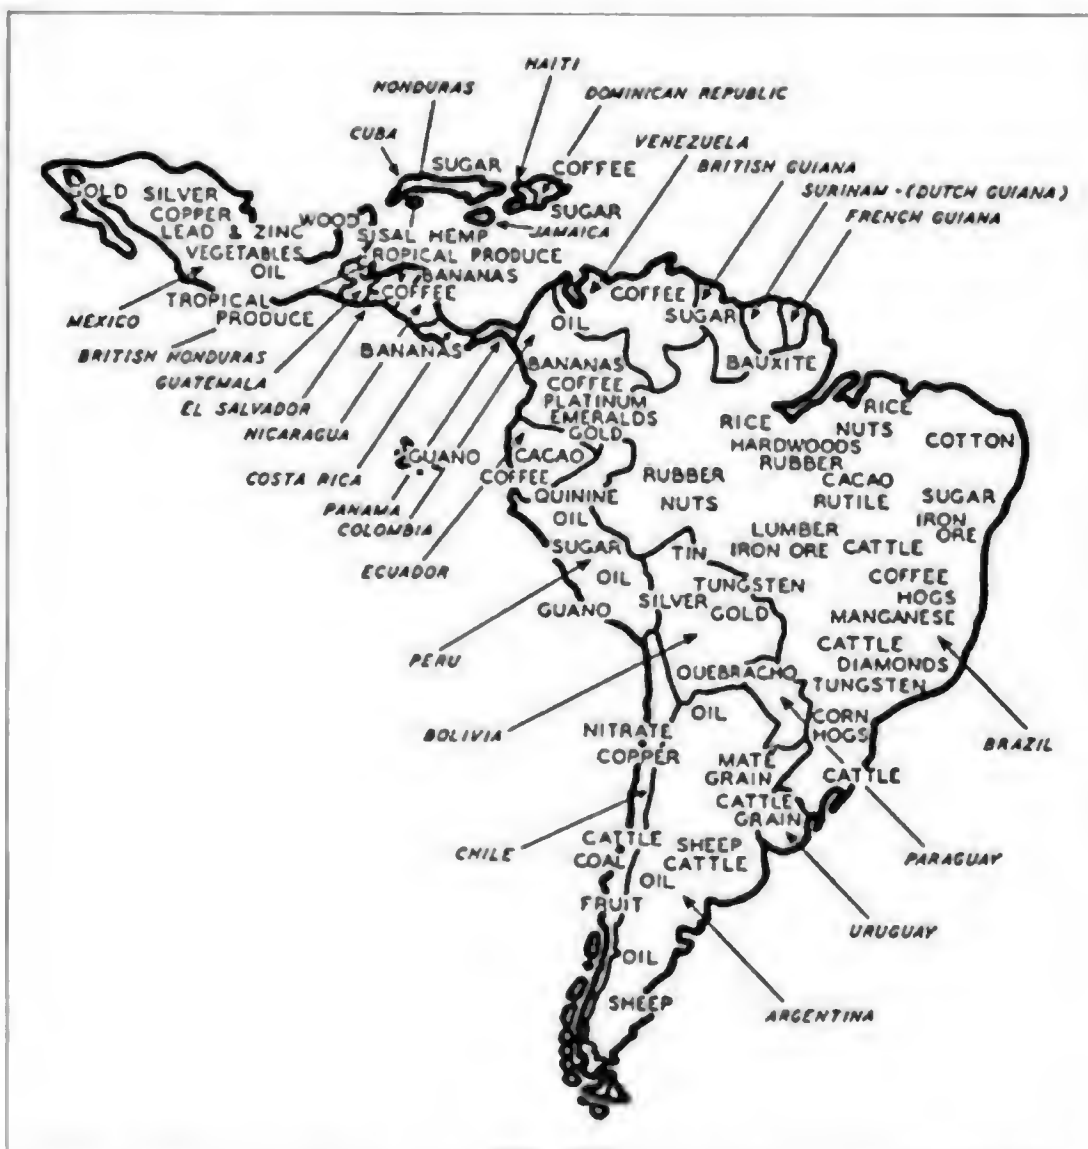 HAITI
HONDURAS
DOMINICAN REPUBLIC
CUBA
VENEZUELA
BRITISH GUIANA
SURINAM - (DUTCH GUIANA)
FRENCH GUIANA
SUGAR
COFFEE
GOLD SILVER
COPPER
LEAD & ZINC
VEGETABLES
OIL
WOOD
SISAL HEMP
TROPICAL PRODUCE
BANANAS
COFFEE
SUGAR
JAMAICA
MEXICO
TROPICAL
PRODUCE
BRITISH HONDURAS
GUATEMALA
EL SALVADOR
NICARAGUA
COSTA RICA
PANAMA
COLOMBIA
ECUADOR
BANANAS
COFFEE
OIL
SUGAR
BAUXITE
BANANAS
COFFEE
PLATINUM
EMERALDS
GOLD
GUANO
CACAO
COFFEE
QUININE
OIL
SUGAR
OIL
GUANO
PERU
RICE
HARDWOODS
RUBBER
RICE
NUTS
COTTON
RUBBER
NUTS
CACAO
RUTILE
SUGAR
IRON
ORE
LUMBER
IRON ORE
CATTLE
TIN
TUNGSTEN
SILVER
GOLD
COFFEE
HOGS
MANGANESE
CATTLE
DIAMONDS
TUNGSTEN
BOLIVIA
QUEBRACHO
BRAZIL
OIL
CORN
HOGS
NITRATE
COPPER
MATE
GRAIN
CATTLE
CATTLE
GRAIN
CHILE
CATTLE
COAL
SHEEP
CATTLE
OIL
PARAGUAY
FRUIT
URUGUAY
OIL
SHEEP
ARGENTINA